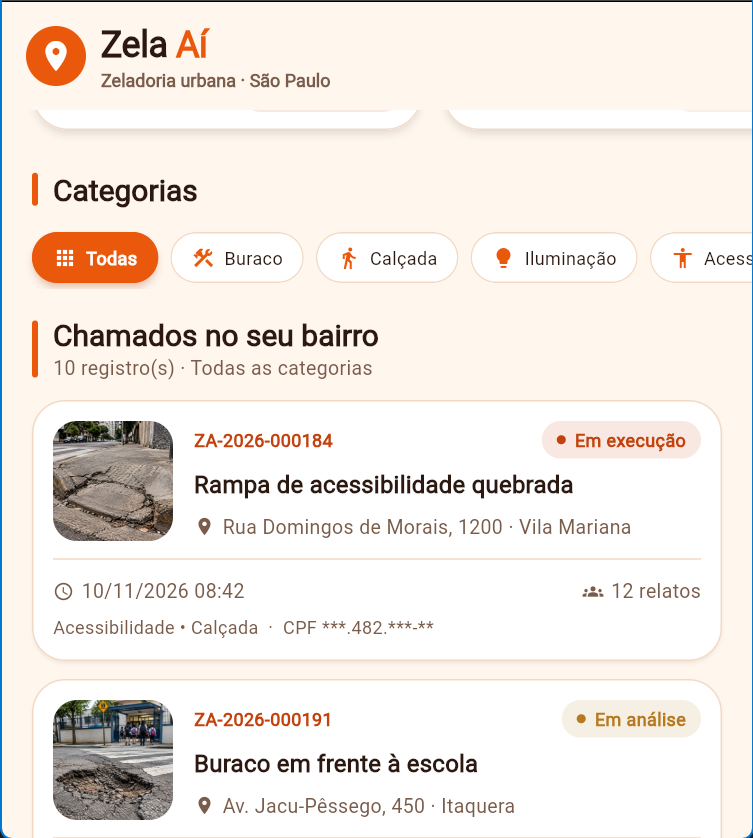 Zela Aí
Zeladoria urbana · São Paulo
Categorias
Todas
Buraco
Calçada
Iluminação
Acess
Chamados no seu bairro
10 registro(s) · Todas as categorias
ZA-2026-000184
Em execução
Rampa de acessibilidade quebrada
Rua Domingos de Morais, 1200 · Vila Mariana
10/11/2026 08:42
12 relatos
Acessibilidade • Calçada · CPF ***.482.***-**
ZA-2026-000191
Em análise
Buraco em frente à escola
Av. Jacu-Pêssego, 450 · Itaquera